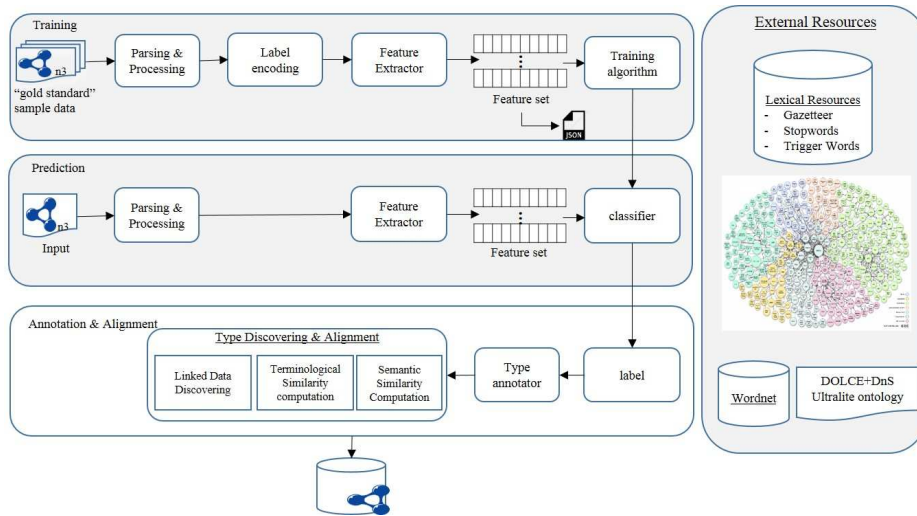 Training
n3
"gold standard"
sample data
Parsing &
Processing
Label
encoding
Feature
Extractor
Feature set
JSON
Training
algorithm
Prediction
n3
Input
Parsing &
Processing
Feature
Extractor
Feature set
classifier
Annotation & Alignment
Type Discovering & Alignment
Linked Data
Discovering
Terminological
Similarity
computation
Semantic
Similarity
Computation
Type
annotator
label
External Resources
Lexical Resources
- Gazetteer
- Stopwords
- Trigger Words
Wordnet
DOLCE+DnS
Ultralite ontology